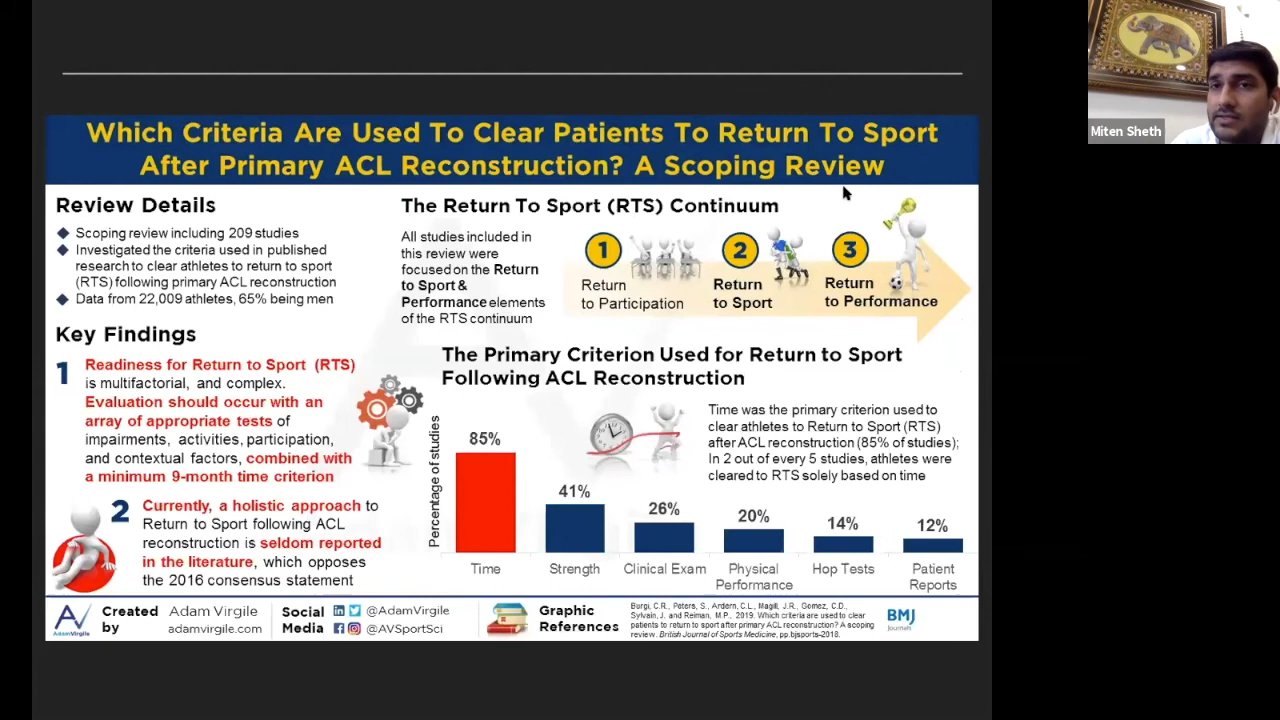 Which Criteria Are Used To Clear Patients To Return To Sport
After Primary ACL Reconstruction? A Scoping Review
Review Details
Scoping review including 209 studies
Investigated the criteria used in published
research to clear athletes to return to sport
(RTS) following primary ACL reconstruction
Data from 22,009 athletes, 65% being men
Key Findings
1
Readiness for Return to Sport (RTS)
is multifactorial, and complex.
Evaluation should occur with an
array of appropriate tests of
impairments, activities, participation,
and contextual factors, combined with
a minimum 9-month time criterion
2
Currently, a holistic approach to
Return to Sport following ACL
reconstruction is seldom reported
in the literature, which opposes
the 2016 consensus statement
The Return To Sport (RTS) Continuum
All studies included in
this review were
focused on the Return
to Sport &
Performance elements
of the RTS continuum
1
Return
to Participation
2
Return
to Sport
3
Return
to Performance
The Primary Criterion Used for Return to Sport
Following ACL Reconstruction
Time was the primary criterion used to
clear athletes to Return to Sport (RTS)
after ACL reconstruction (85% of studies);
In 2 out of every 5 studies, athletes were
cleared to RTS solely based on time
Percentage of studies
85%
41%
26%
20%
14%
12%
Time
Strength
Clinical Exam
Physical
Performance
Hop Tests
Patient
Reports
AdamVirgile
Created
by
Adam Virgile
adamvirgile.com
Social
Media
@AdamVirgile
@AVSportSci
Graphic
References
Burgi, C.R., Peters, S., Ardern, C.L., Magill, J.R., Gomez, C.D.,
Sylvain, J. and Reiman, M.P., 2019. Which criteria are used to clear
patients to return to sport after primary ACL reconstruction? A scoping
review. British Journal of Sports Medicine, pp.bjsports-2018.
BMJ
Journals
Miten Sheth